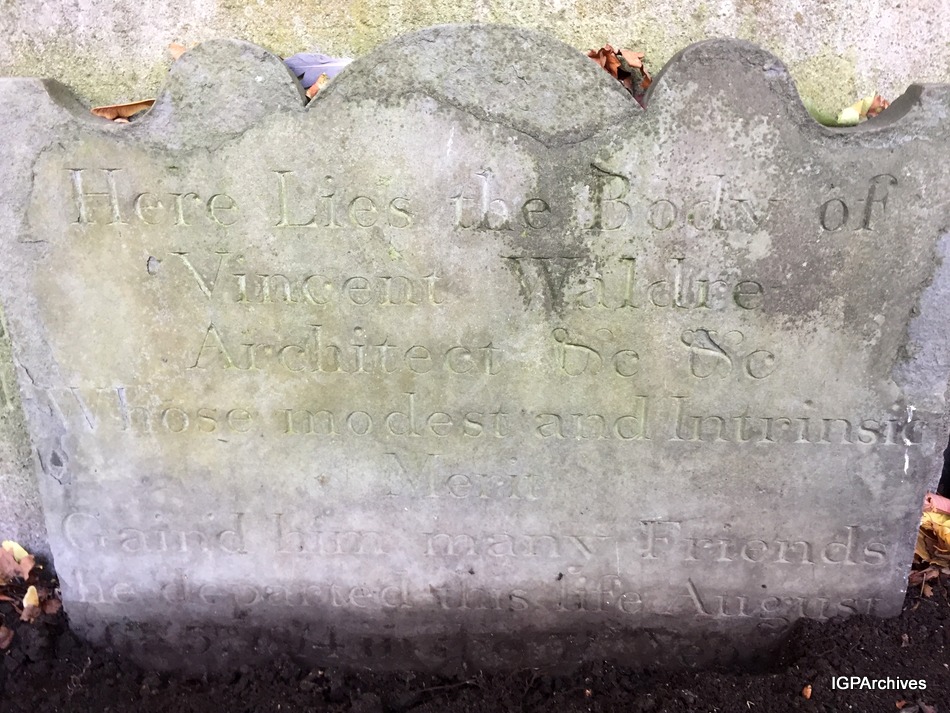 Here Lies the Body of
Vincent Waldre
Architect &c &c
Whose modest and Intrinsic
Merit
Gaind him many Friends
he departed this life August
IGPArchives